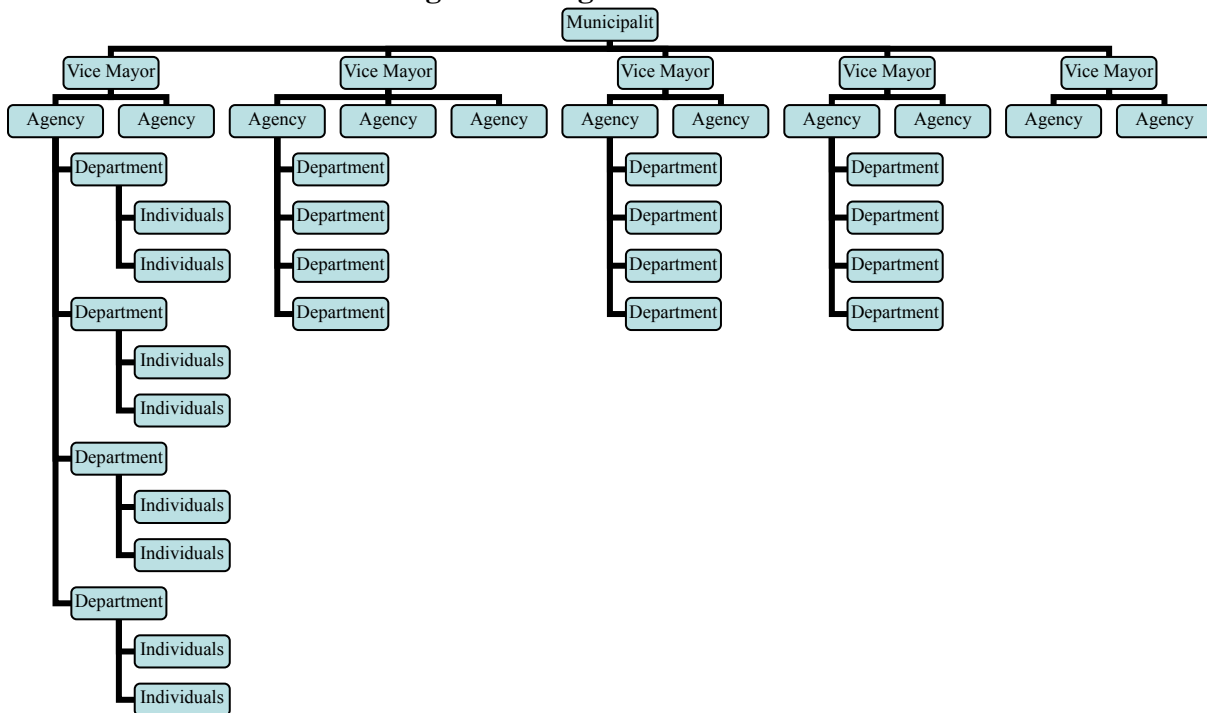 Municipalit
Vice Mayor Vice Mayor Vice Mayor Vice Mayor Vice Mayor
Agency Agency Agency Agency Agency Agency Agency Agency Agency Agency Agency
Department Department Department Department
Individuals Department Department Department
Individuals Department Department Department
Department Department Department Department
Individuals
Individuals
Department
Individuals
Individuals
Department
Individuals
Individuals